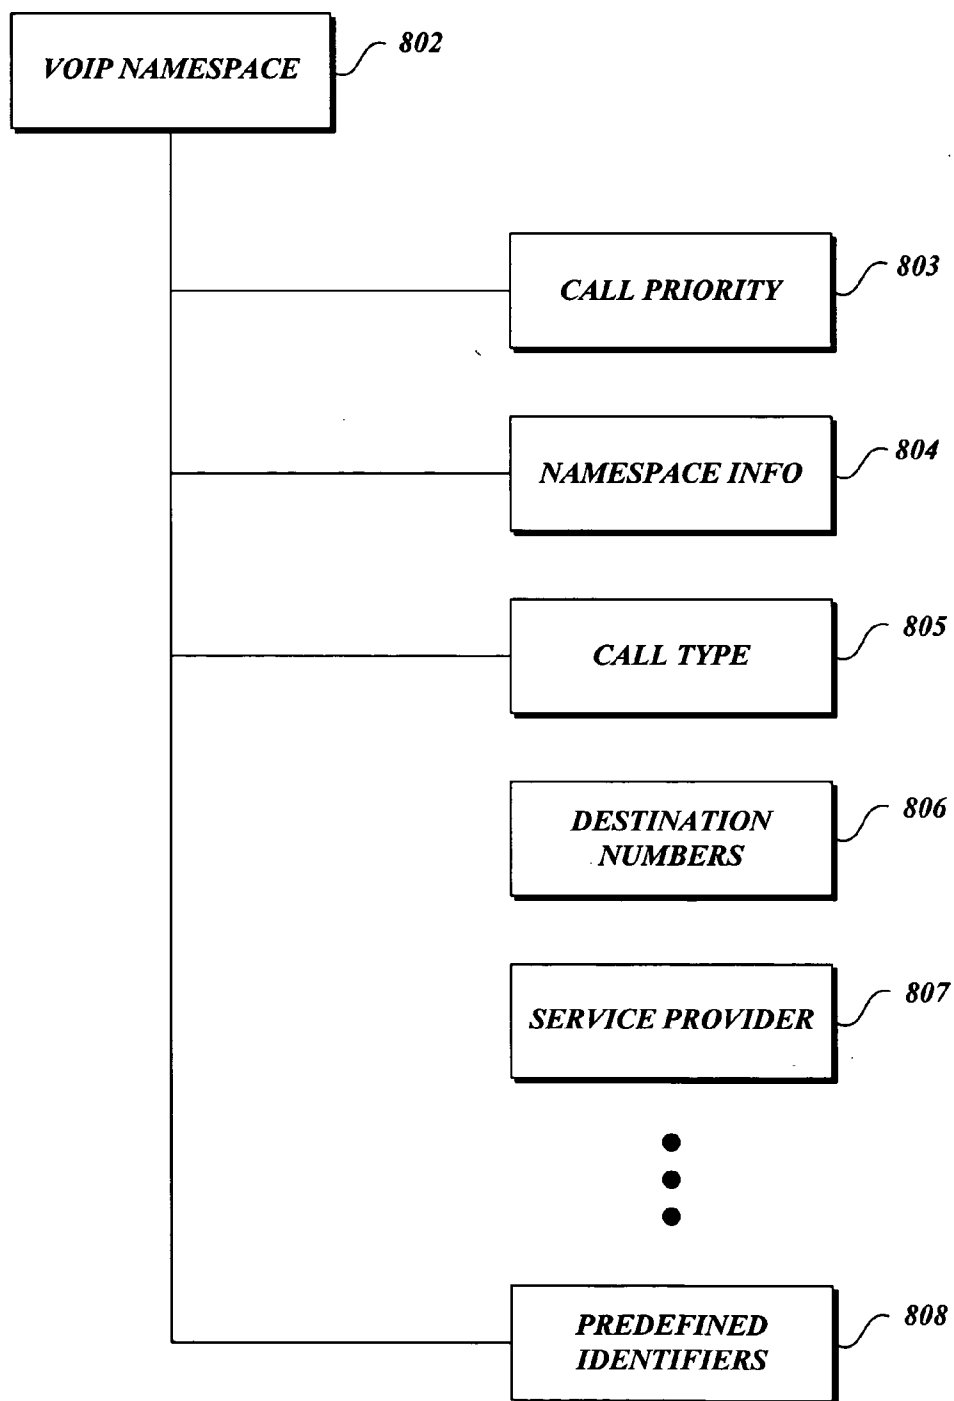 VOIP NAMESPACE
802
CALL PRIORITY
803
NAMESPACE INFO
804
CALL TYPE
805
DESTINATION
NUMBERS
806
SERVICE PROVIDER
807
PREDEFINED
IDENTIFIERS
808